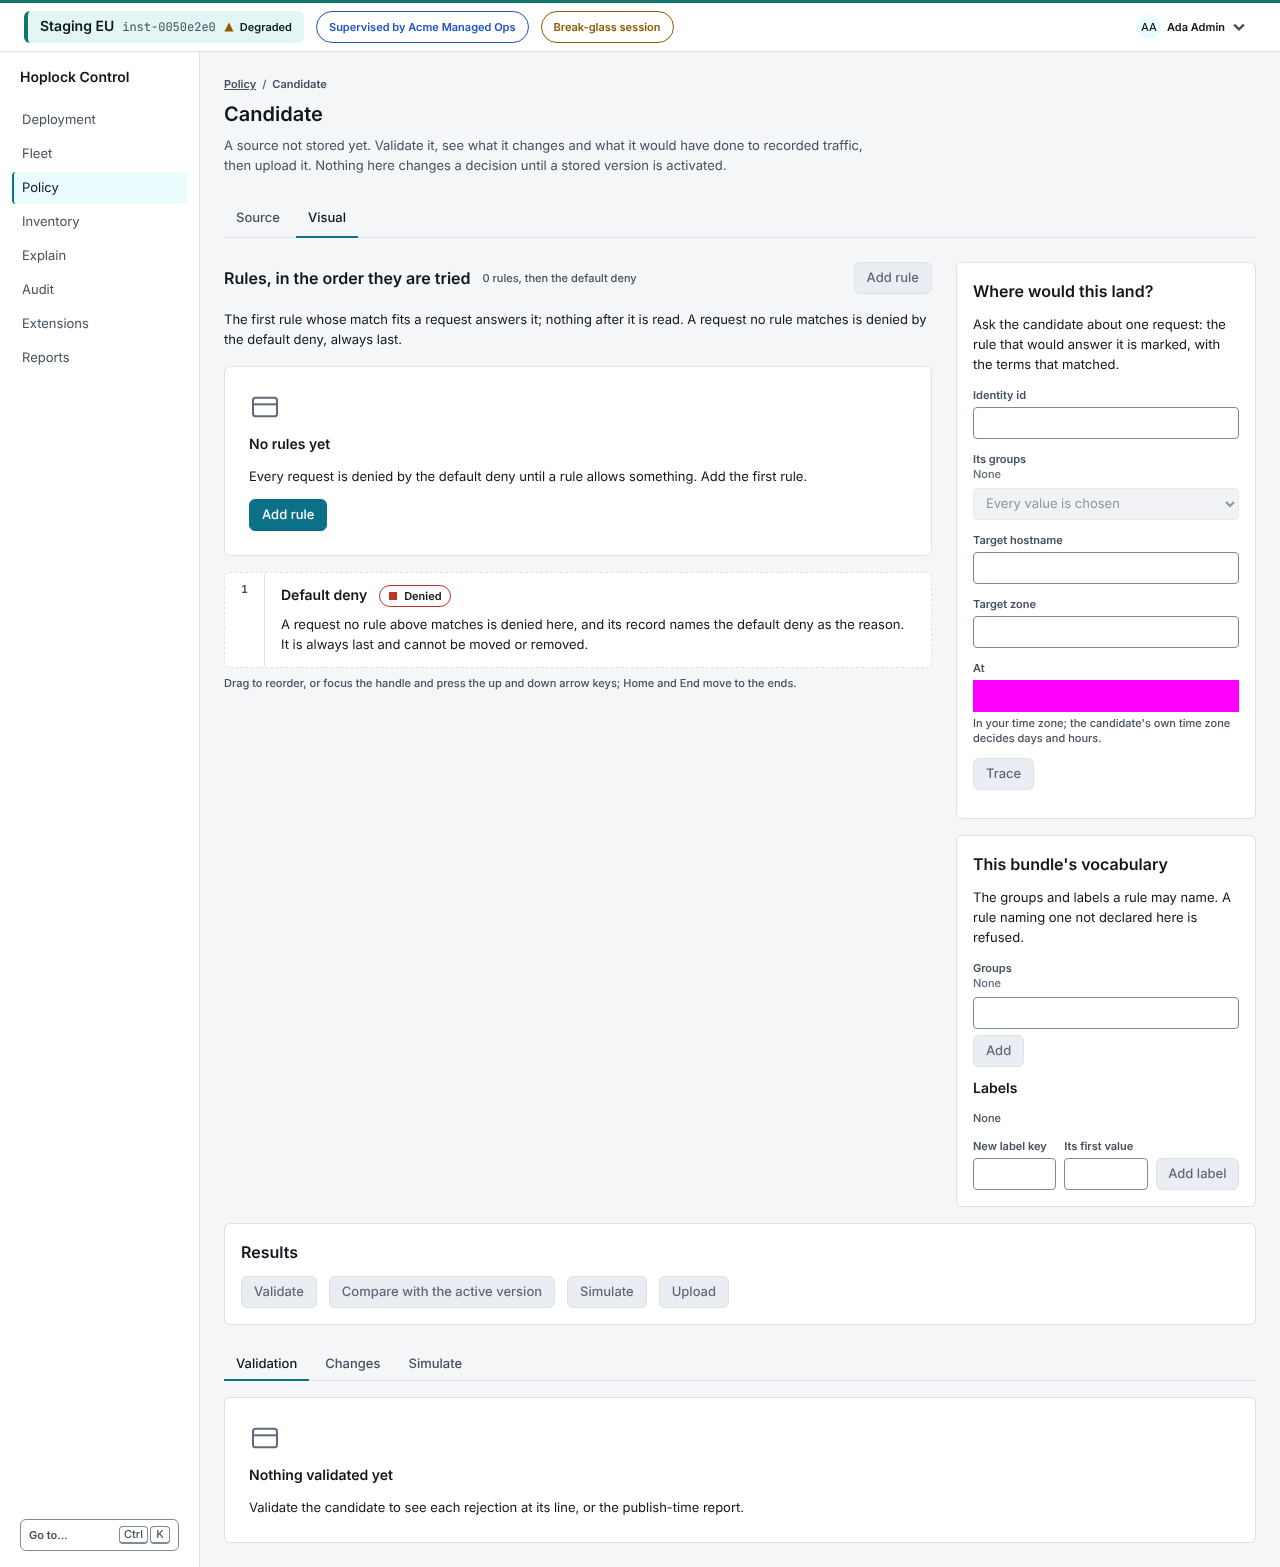 Staging EU inst-0050e2e0 Degraded
Supervised by Acme Managed Ops
Break-glass session
AA Ada Admin
Hoplock Control
Deployment
Fleet
Policy
Inventory
Explain
Audit
Extensions
Reports
Go to...
Ctrl K
Policy / Candidate
Candidate
A source not stored yet. Validate it, see what it changes and what it would have done to recorded traffic,
then upload it. Nothing here changes a decision until a stored version is activated.
Source
Visual
Rules, in the order they are tried
0 rules, then the default deny
Add rule
The first rule whose match fits a request answers it; nothing after it is read. A request no rule matches is denied by
the default deny, always last.
No rules yet
Every request is denied by the default deny until a rule allows something. Add the first rule.
Add rule
1
Default deny
Denied
A request no rule above matches is denied here, and its record names the default deny as the reason.
It is always last and cannot be moved or removed.
Drag to reorder, or focus the handle and press the up and down arrow keys; Home and End move to the ends.
Where would this land?
Ask the candidate about one request: the
rule that would answer it is marked, with
the terms that matched.
Identity id
Its groups
None
Every value is chosen
Target hostname
Target zone
At
In your time zone; the candidate's own time zone
decides days and hours.
Trace
This bundle's vocabulary
The groups and labels a rule may name. A
rule naming one not declared here is
refused.
Groups
None
Add
Labels
None
New label key
Its first value
Add label
Results
Validate
Compare with the active version
Simulate
Upload
Validation
Changes
Simulate
Nothing validated yet
Validate the candidate to see each rejection at its line, or the publish-time report.